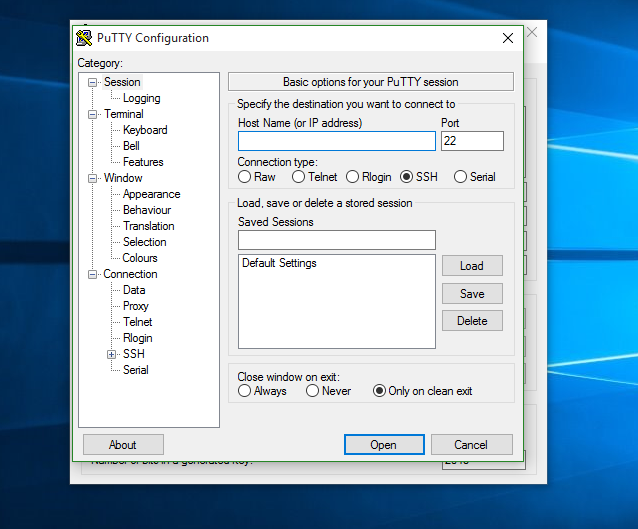 PuTTY Configuration
Category:
Session
Logging
Terminal
Keyboard
Bell
Features
Window
Appearance
Behaviour
Translation
Selection
Colours
Connection
Data
Proxy
Telnet
Rlogin
SSH
Serial
Basic options for your PuTTY session
Specify the destination you want to connect to
Host Name (or IP address) Port
22
Connection type:
Raw Telnet Rlogin SSH Serial
Load, save or delete a stored session
Saved Sessions
Default Settings
Load
Save
Delete
Close window on exit:
Always Never Only on clean exit
About Open Cancel
Number of bits in a generated key: